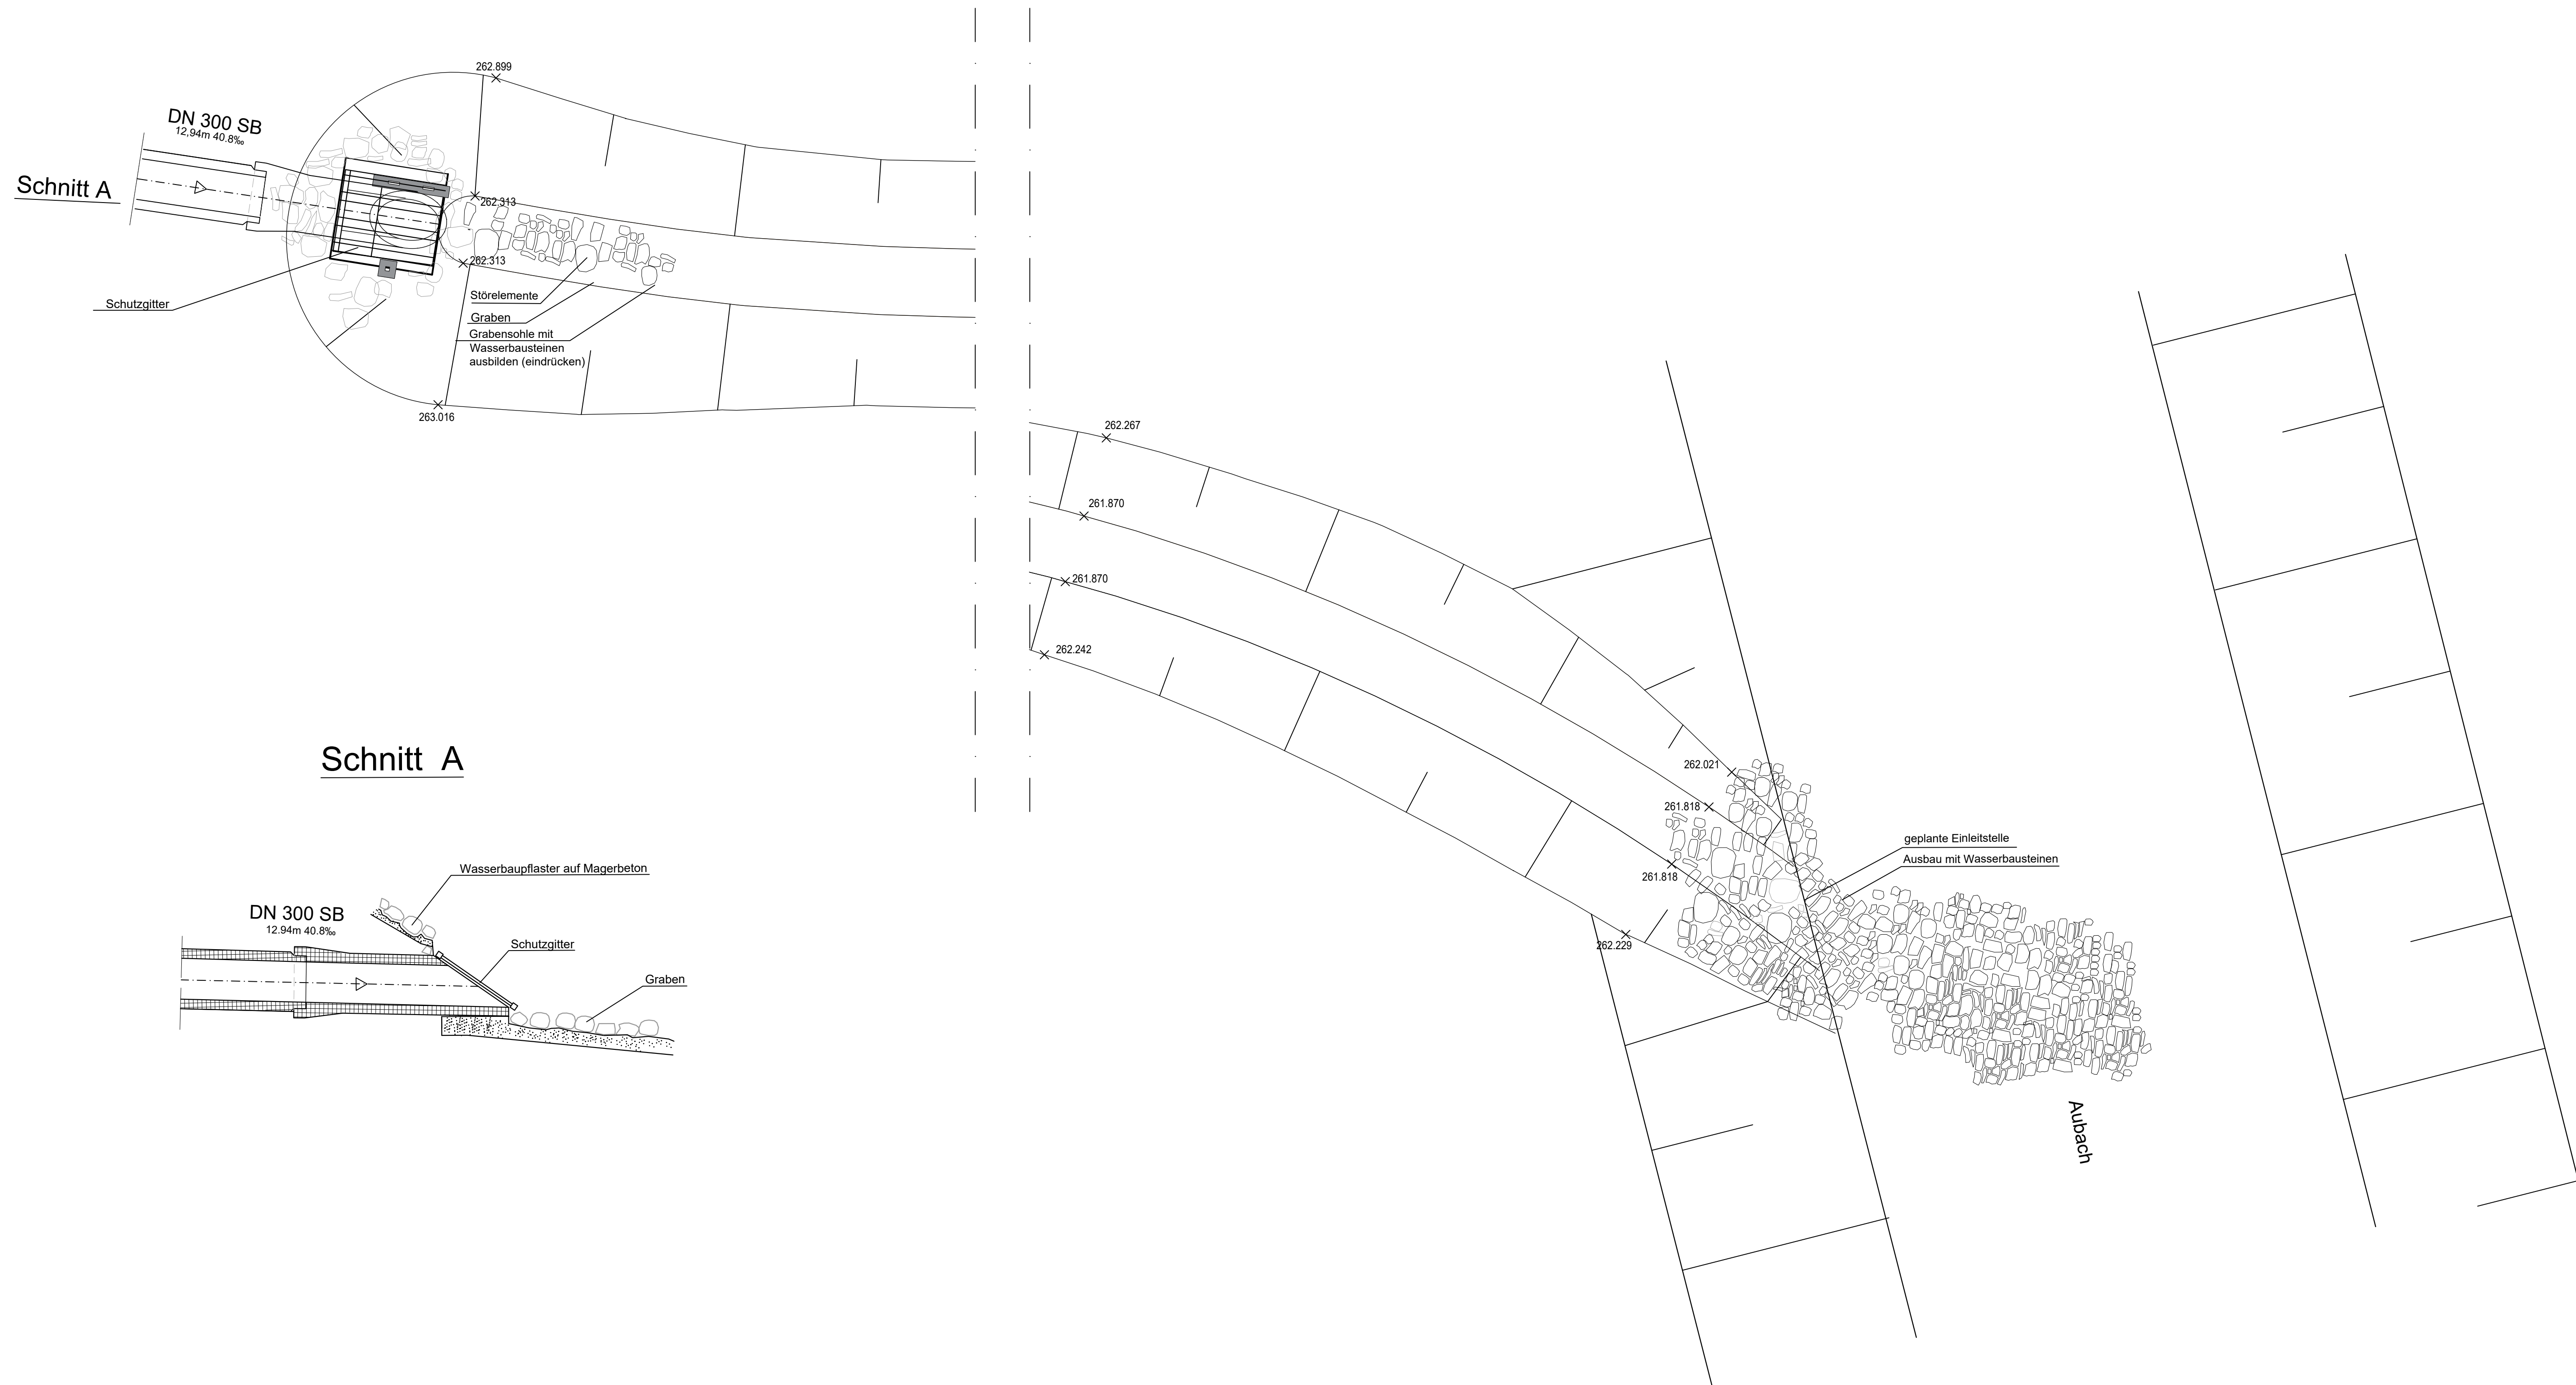 262.899
DN 300 SB
12,94m 40.8‰
Schnitt A
262.313
262.313
Schutzgitter
Störelemente
Graben
Grabensohle mit
Wasserbausteinen
ausbilden (eindrücken)
263.016
262.267
261.870
261.870
262.242
262.021
261.818
261.818
262.229
geplante Einleitstelle
Ausbau mit Wasserbausteinen
Aubach
Schnitt A
Wasserbaupflaster auf Magerbeton
DN 300 SB
12.94m 40.8‰
Schutzgitter
Graben